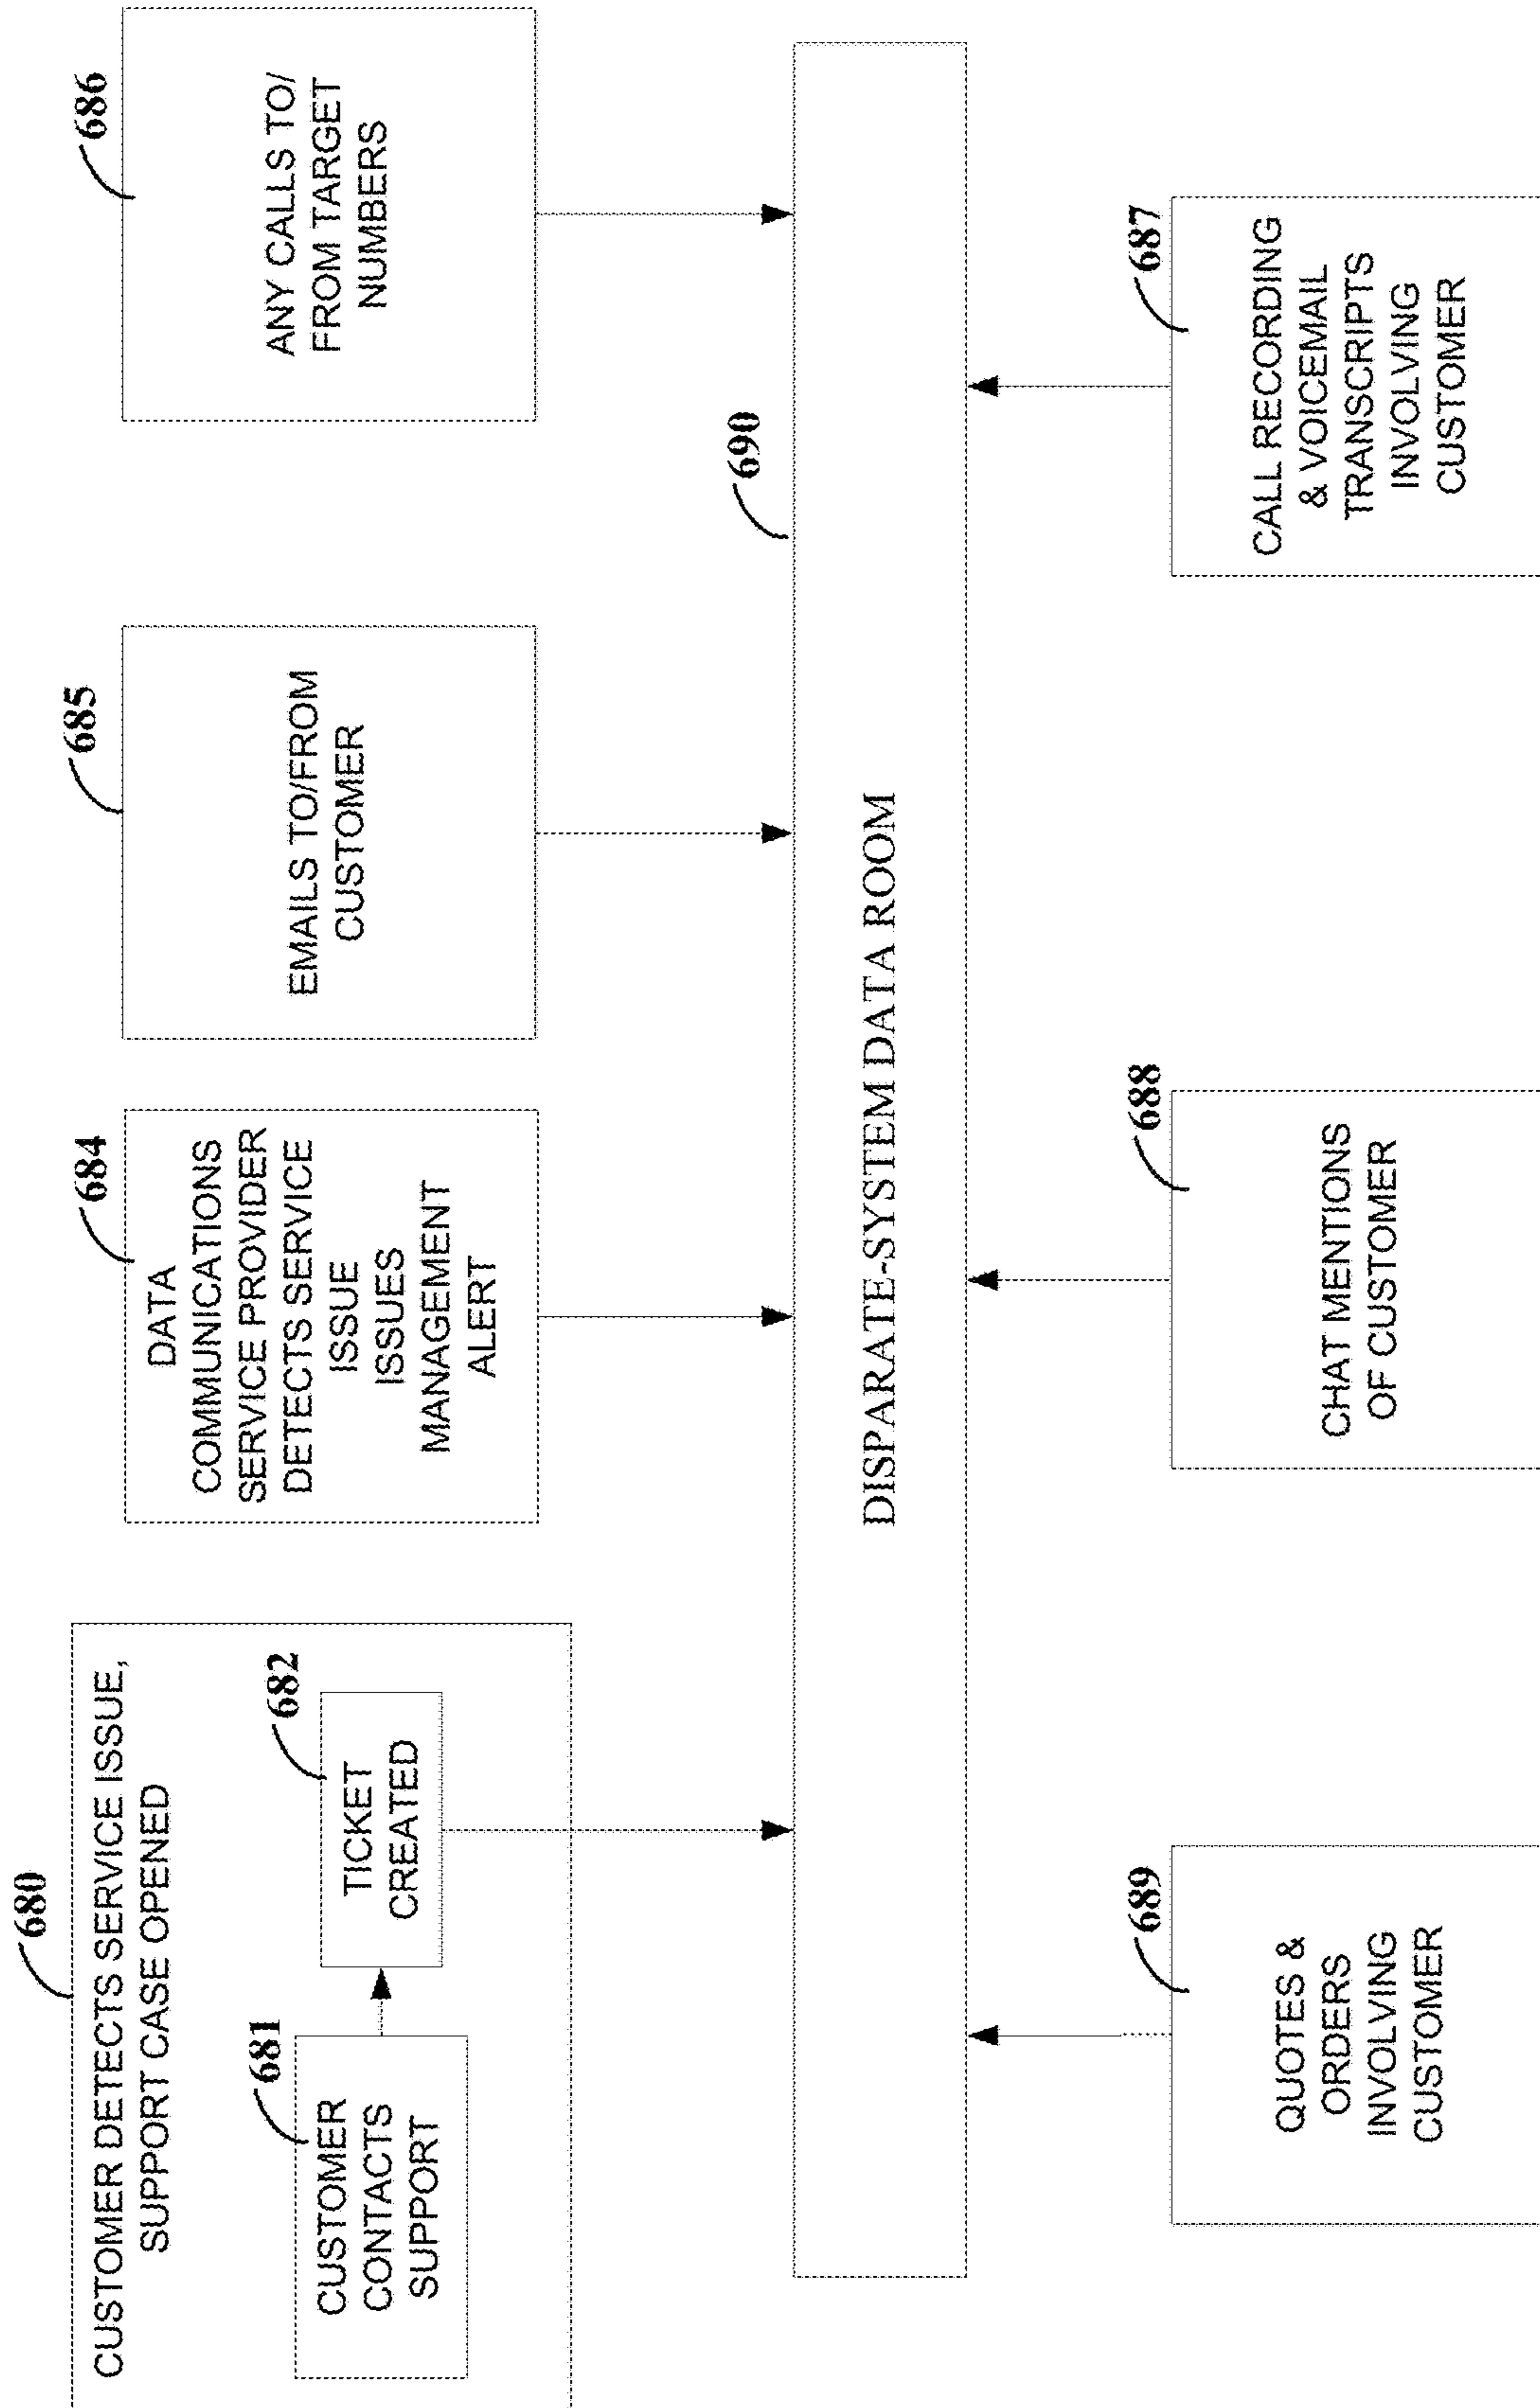 680
CUSTOMER DETECTS SERVICE ISSUE,
SUPPORT CASE OPENED
681
CUSTOMER
CONTACTS
SUPPORT
682
TICKET
CREATED
684
DATA
COMMUNICATIONS
SERVICE PROVIDER
DETECTS SERVICE
ISSUE
ISSUES
MANAGEMENT
ALERT
685
EMAILS TO/FROM
CUSTOMER
686
ANY CALLS TO/
FROM TARGET
NUMBERS
690
DISPARATE-SYSTEM DATA ROOM
689
QUOTES &
ORDERS
INVOLVING
CUSTOMER
688
CHAT MENTIONS
OF CUSTOMER
687
CALL RECORDING
& VOICEMAIL
TRANSCRIPTS
INVOLVING
CUSTOMER